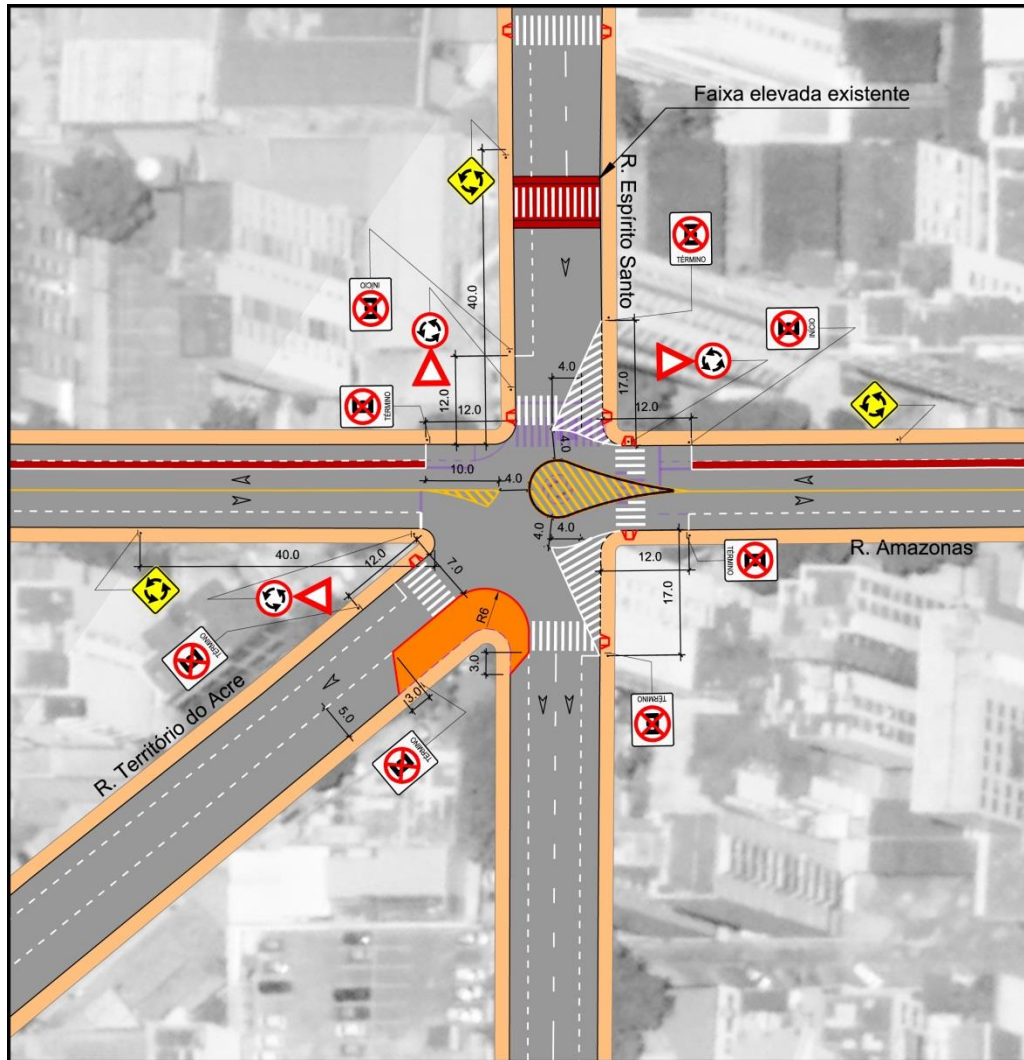 Faixa elevada existente
R. Espírito Santo
TÉRMINO
INÍCIO
INÍCIO
40.0
4.0
17.0
12.0
12.0
12.0
TÉRMINO
4.0
10.0
4.0
4.0
4.0
R. Amazonas
40.0
12.0
7.0
12.0
17.0
TÉRMINO
R6
TÉRMINO
3.0
TÉRMINO
3.0
5.0
R. Território do Acre
TÉRMINO